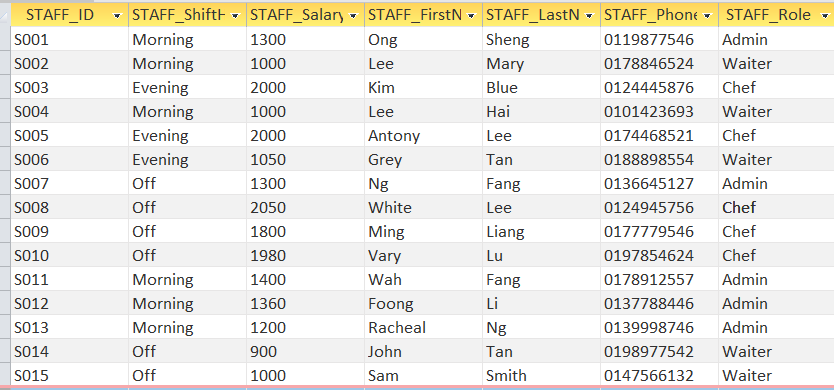 STAFF_ID STAFF_ShiftH STAFF_Salary STAFF_FirstN STAFF_LastN STAFF_Phone STAFF_Role
S001 Morning 1300 Ong Sheng 0119877546 Admin
S002 Morning 1000 Lee Mary 0178846524 Waiter
S003 Evening 2000 Kim Blue 0124445876 Chef
S004 Morning 1000 Lee Hai 0101423693 Waiter
S005 Evening 2000 Antony Lee 0174468521 Chef
S006 Evening 1050 Grey Tan 0188898554 Waiter
S007 Off 1300 Ng Fang 0136645127 Admin
S008 Off 2050 White Lee 0124945756 Chef
S009 Off 1800 Ming Liang 0177779546 Chef
S010 Off 1980 Vary Lu 0197854624 Chef
S011 Morning 1400 Wah Fang 0178912557 Admin
S012 Morning 1360 Foong Li 0137788446 Admin
S013 Morning 1200 Racheal Ng 0139998746 Admin
S014 Off 900 John Tan 0198977542 Waiter
S015 Off 1000 Sam Smith 0147566132 Waiter